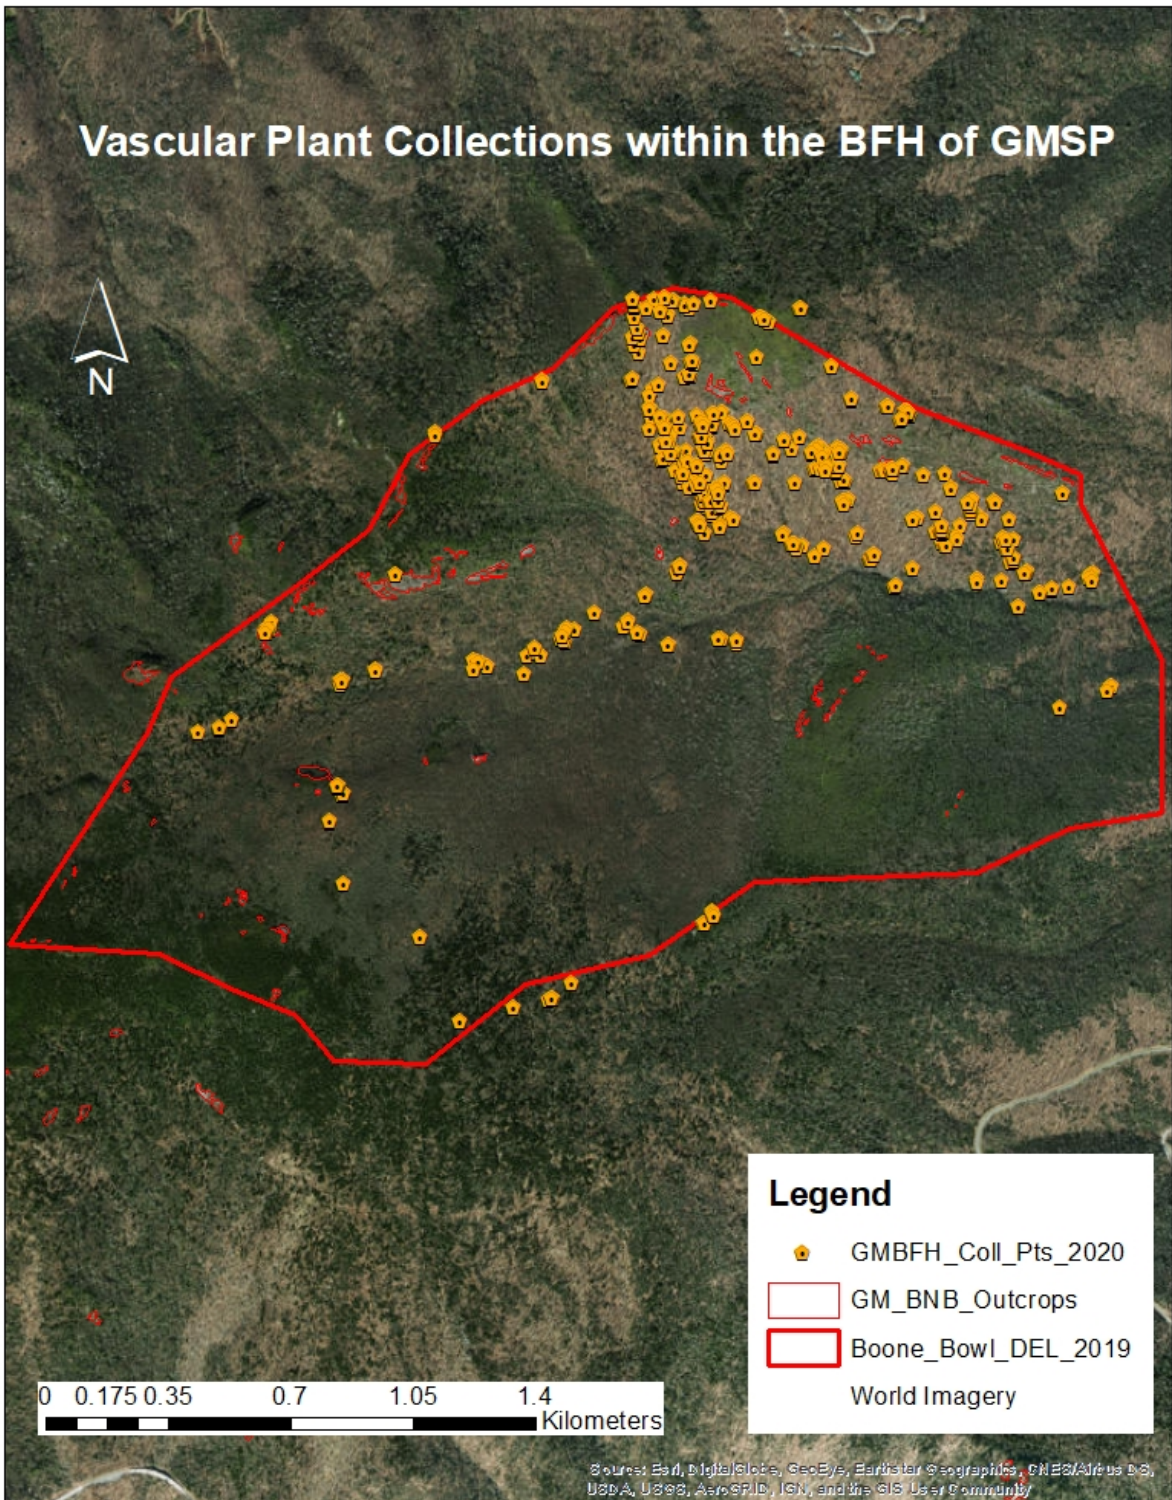 Vascular Plant Collections within the BFH of GMSP
N
Legend
GMBFH_Coll_Pts_2020
GM_BNB_Outcrops
Boone_Bowl_DEL_2019
World Imagery
0 0.175 0.35 0.7 1.05 1.4
Kilometers
Source: Esri, DigitalGlobe, GeoEye, Earthstar Geographics, CNES/Airbus DS,
USDA, USGS, AeroGRID, IGN, and the GIS User Community